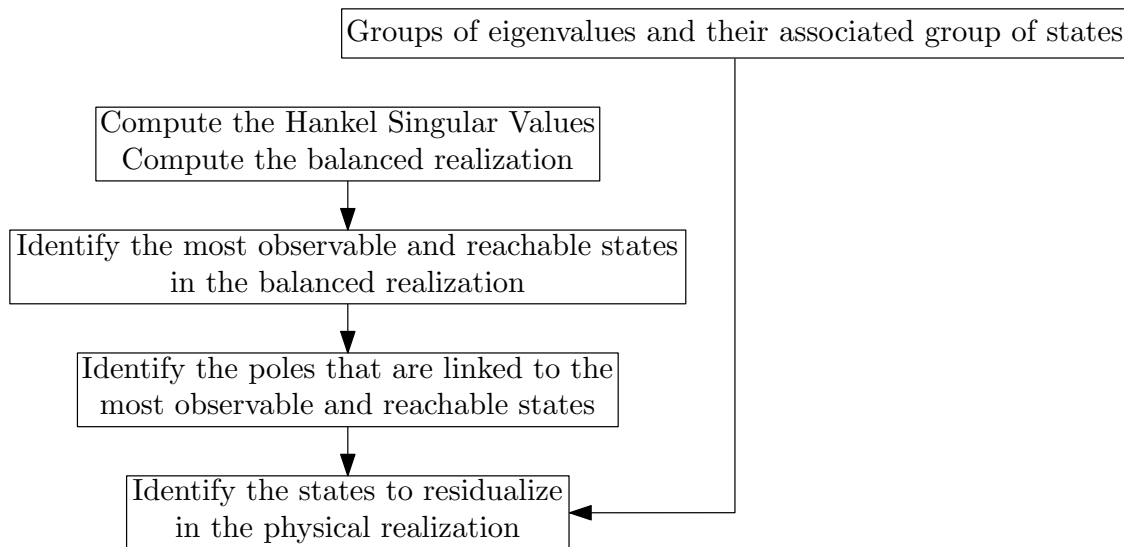 Groups of eigenvalues and their associated group of states
Compute the Hankel Singular Values
Compute the balanced realization
Identify the most observable and reachable states
in the balanced realization
Identify the poles that are linked to the
most observable and reachable states
Identify the states to residualize
in the physical realization